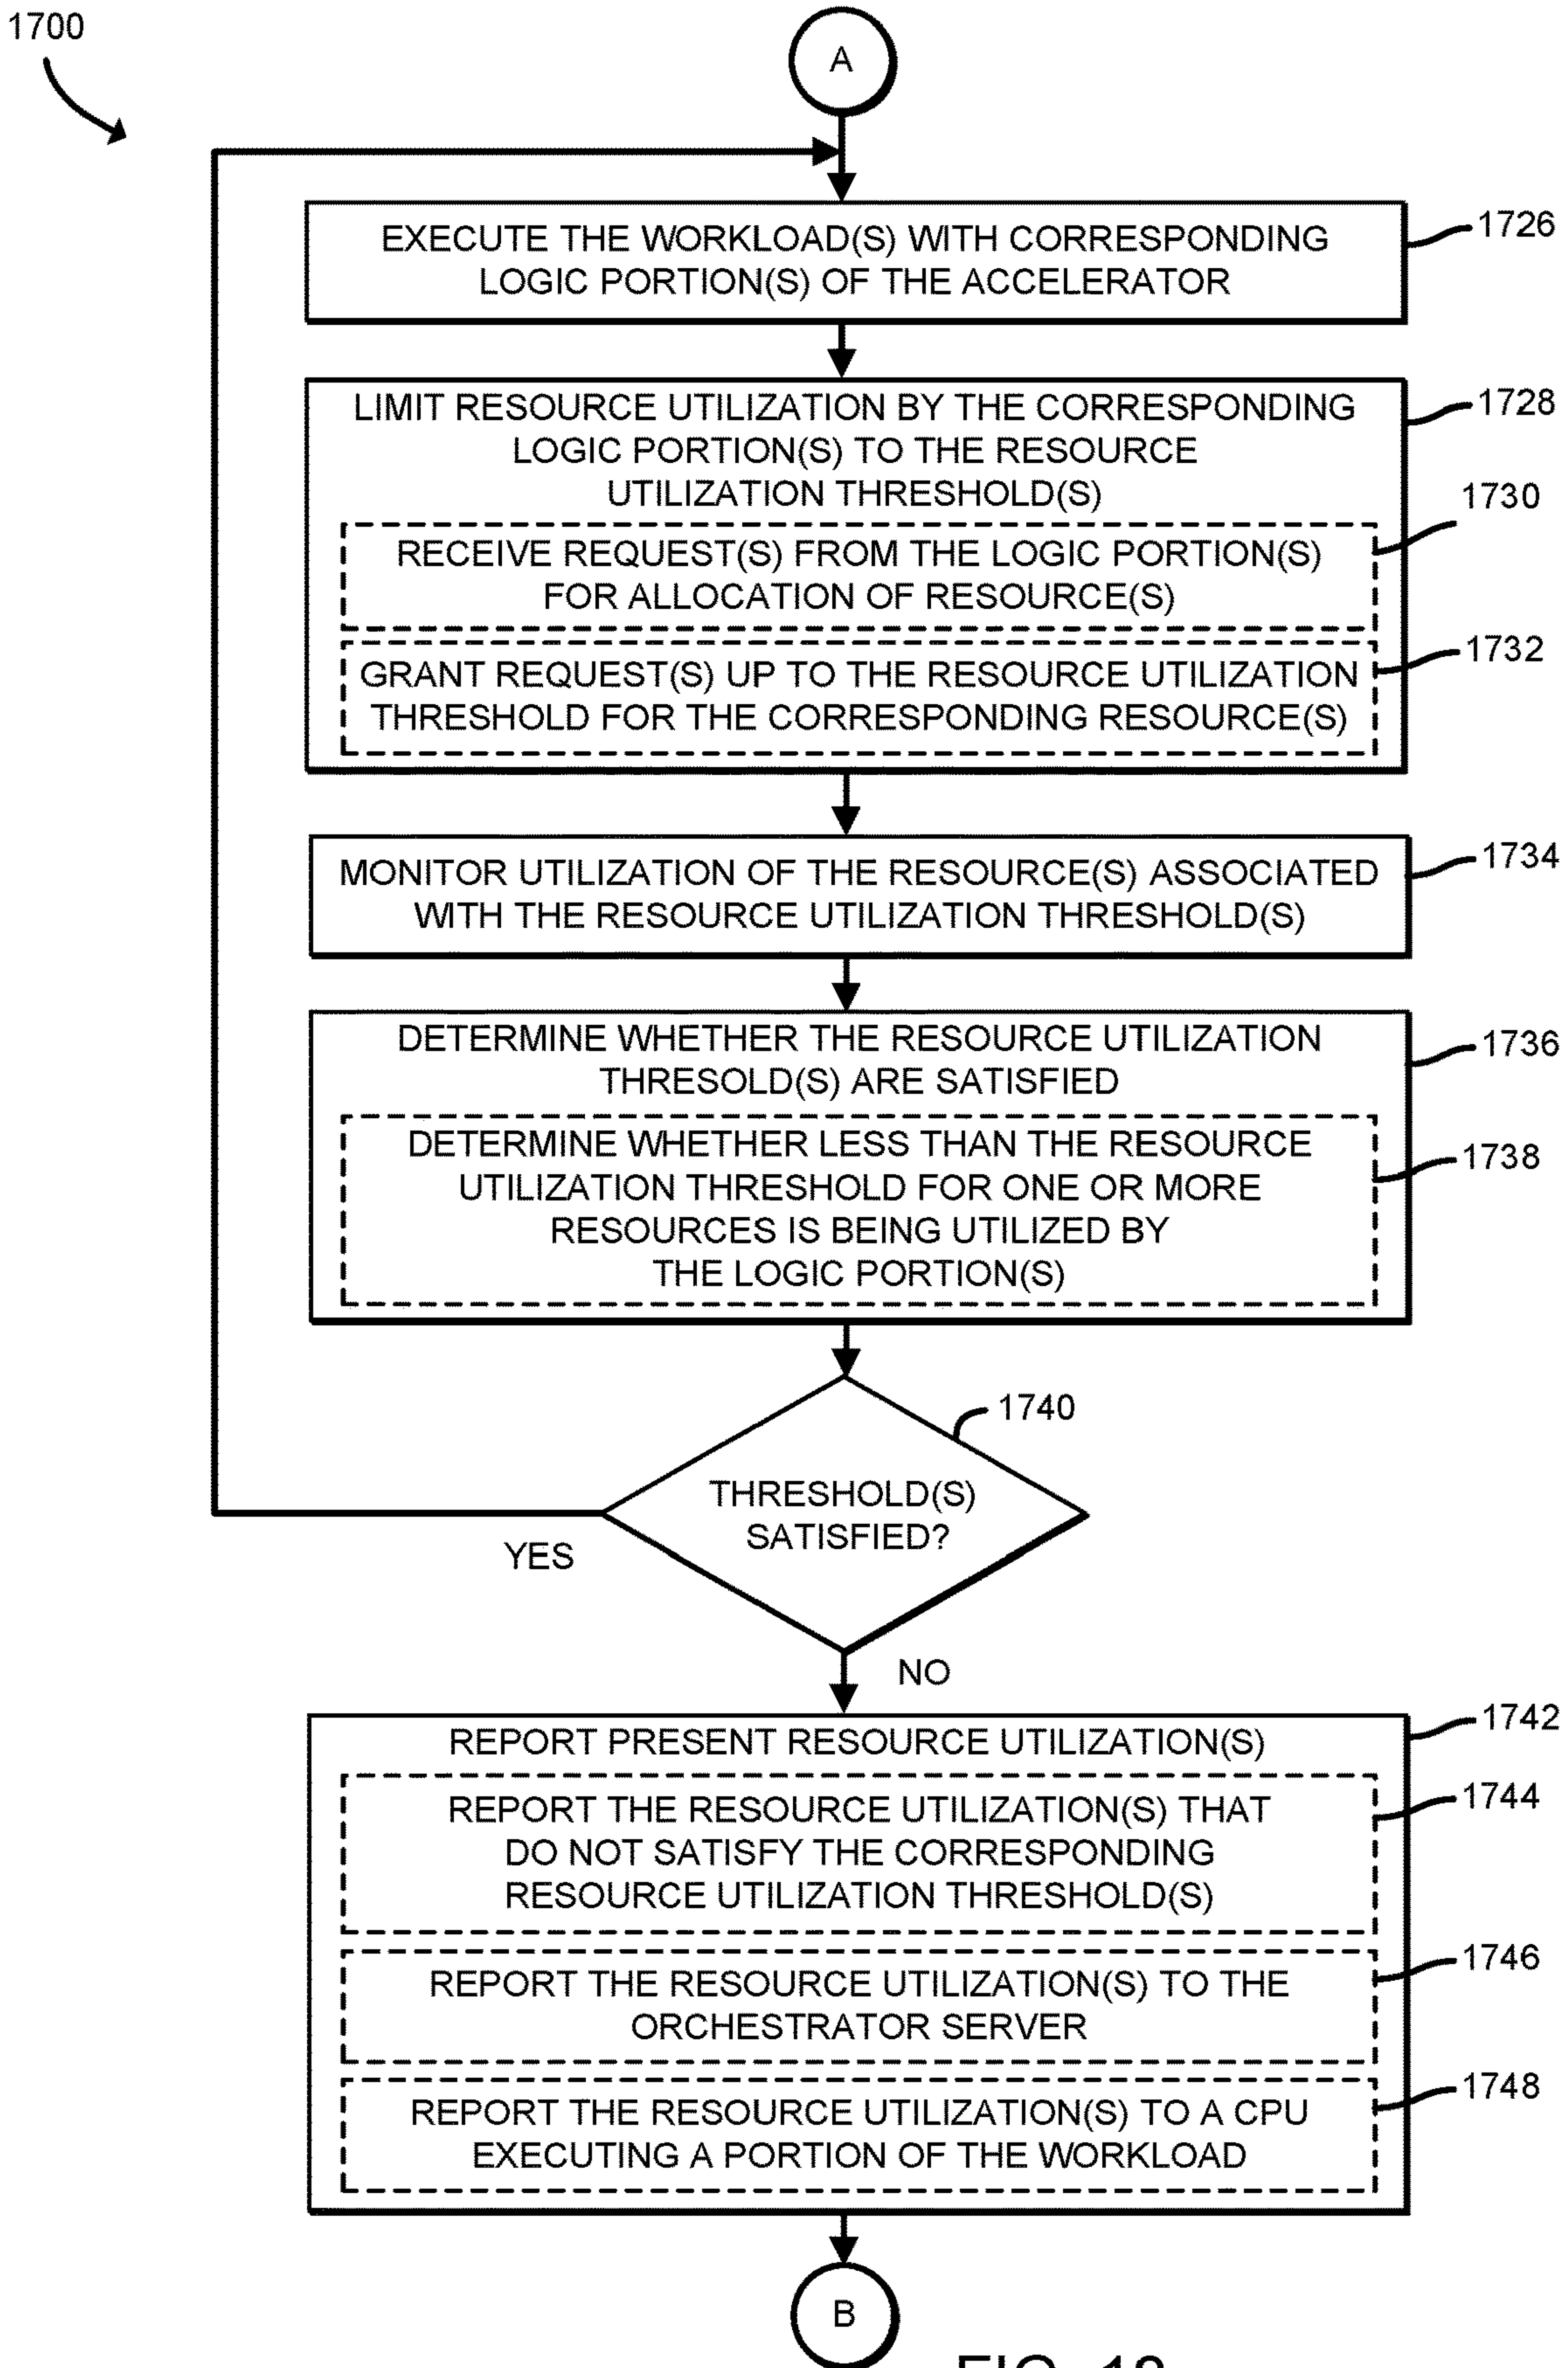 1700
A
EXECUTE THE WORKLOAD(S) WITH CORRESPONDING
LOGIC PORTION(S) OF THE ACCELERATOR
1726
LIMIT RESOURCE UTILIZATION BY THE CORRESPONDING
LOGIC PORTION(S) TO THE RESOURCE
UTILIZATION THRESHOLD(S)
1728
RECEIVE REQUEST(S) FROM THE LOGIC PORTION(S)
FOR ALLOCATION OF RESOURCE(S)
1730
GRANT REQUEST(S) UP TO THE RESOURCE UTILIZATION
THRESHOLD FOR THE CORRESPONDING RESOURCE(S)
1732
MONITOR UTILIZATION OF THE RESOURCE(S) ASSOCIATED
WITH THE RESOURCE UTILIZATION THRESHOLD(S)
1734
DETERMINE WHETHER THE RESOURCE UTILIZATION
THRESOLD(S) ARE SATISFIED
1736
DETERMINE WHETHER LESS THAN THE RESOURCE
UTILIZATION THRESHOLD FOR ONE OR MORE
RESOURCES IS BEING UTILIZED BY
THE LOGIC PORTION(S)
1738
1740
THRESHOLD(S)
SATISFIED?
YES
NO
REPORT PRESENT RESOURCE UTILIZATION(S)
1742
REPORT THE RESOURCE UTILIZATION(S) THAT
DO NOT SATISFY THE CORRESPONDING
RESOURCE UTILIZATION THRESHOLD(S)
1744
REPORT THE RESOURCE UTILIZATION(S) TO THE
ORCHESTRATOR SERVER
1746
REPORT THE RESOURCE UTILIZATION(S) TO A CPU
EXECUTING A PORTION OF THE WORKLOAD
1748
B